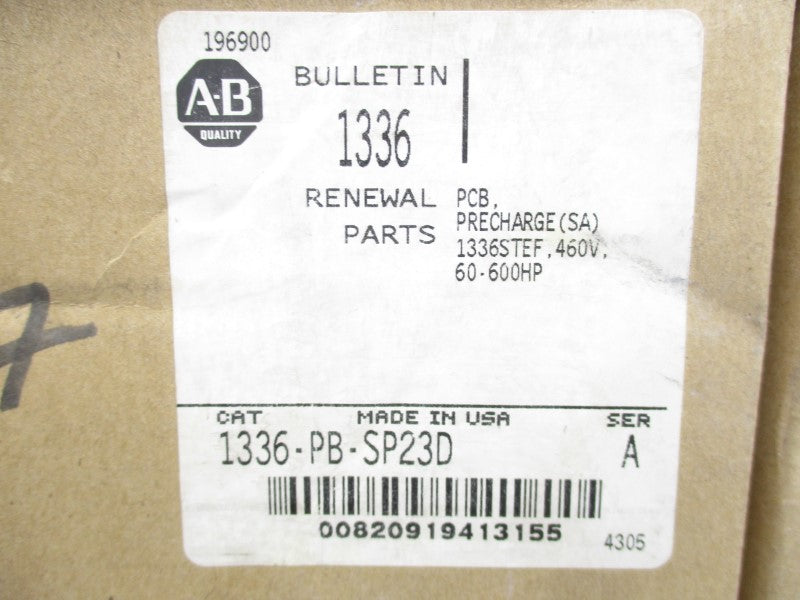 196900
A-B
QUALITY
BULLETIN
1336
RENEWAL
PARTS
PCB,
PRECHARGE(SA)
1336STEF,460V,
60-600HP
7
CAT MADE IN USA SER
1336-PB-SP23D A
00820919413155
4305